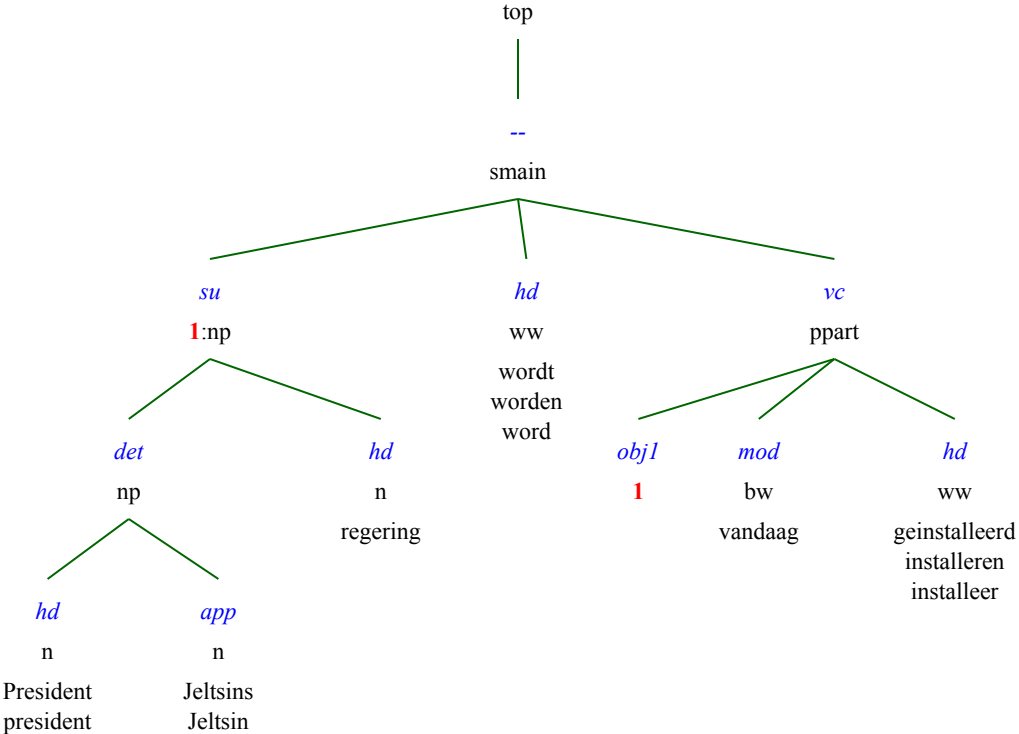 top
--
smain
su hd vc
1:np ww ppart
wordt
worden
word
det hd obj1 mod hd
np n 1 bw ww
regering vandaag geinstalleerd
installeren
installeer
hd app
n n
President Jeltsins
president Jeltsin